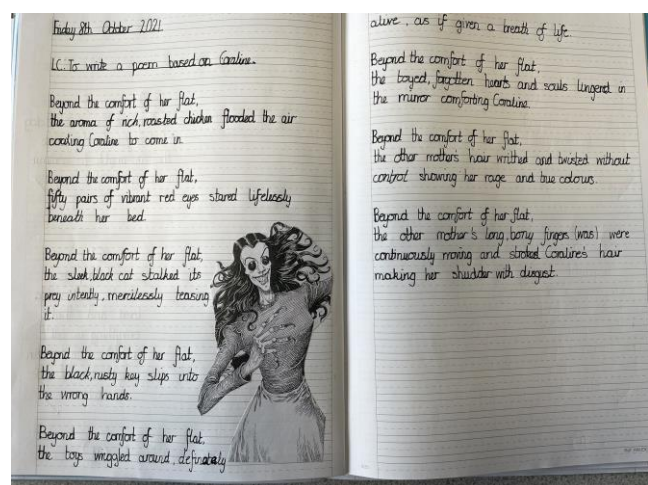 Friday 8th October 2021
LC: To write a poem based on Coraline.
Beyond the comfort of her flat,
the aroma of rich, roasted chicken flooded the air
coaxing Coraline to come in.
Beyond the comfort of her flat,
fifty pairs of vibrant red eyes stared lifelessly
beneath her bed.
Beyond the comfort of her flat,
the sleek, black cat stalked its
prey intently, mercilessly teasing
it.
Beyond the comfort of her flat,
the black, rusty key slips into
the wrong hands.
Beyond the comfort of her flat,
the toys wriggled around, definately
alive, as if given a breath of life.
Beyond the comfort of her flat,
the forgotten hearts and souls lingered in
the mirror comforting Coraline.
Beyond the comfort of her flat,
the other mother's hair writhed and twisted without
control showing her rage and true colours.
Beyond the comfort of her flat,
the other mother's long, bony fingers (was) were
continuously moving and stroked Coraline's hair
making her shudder with disgust.